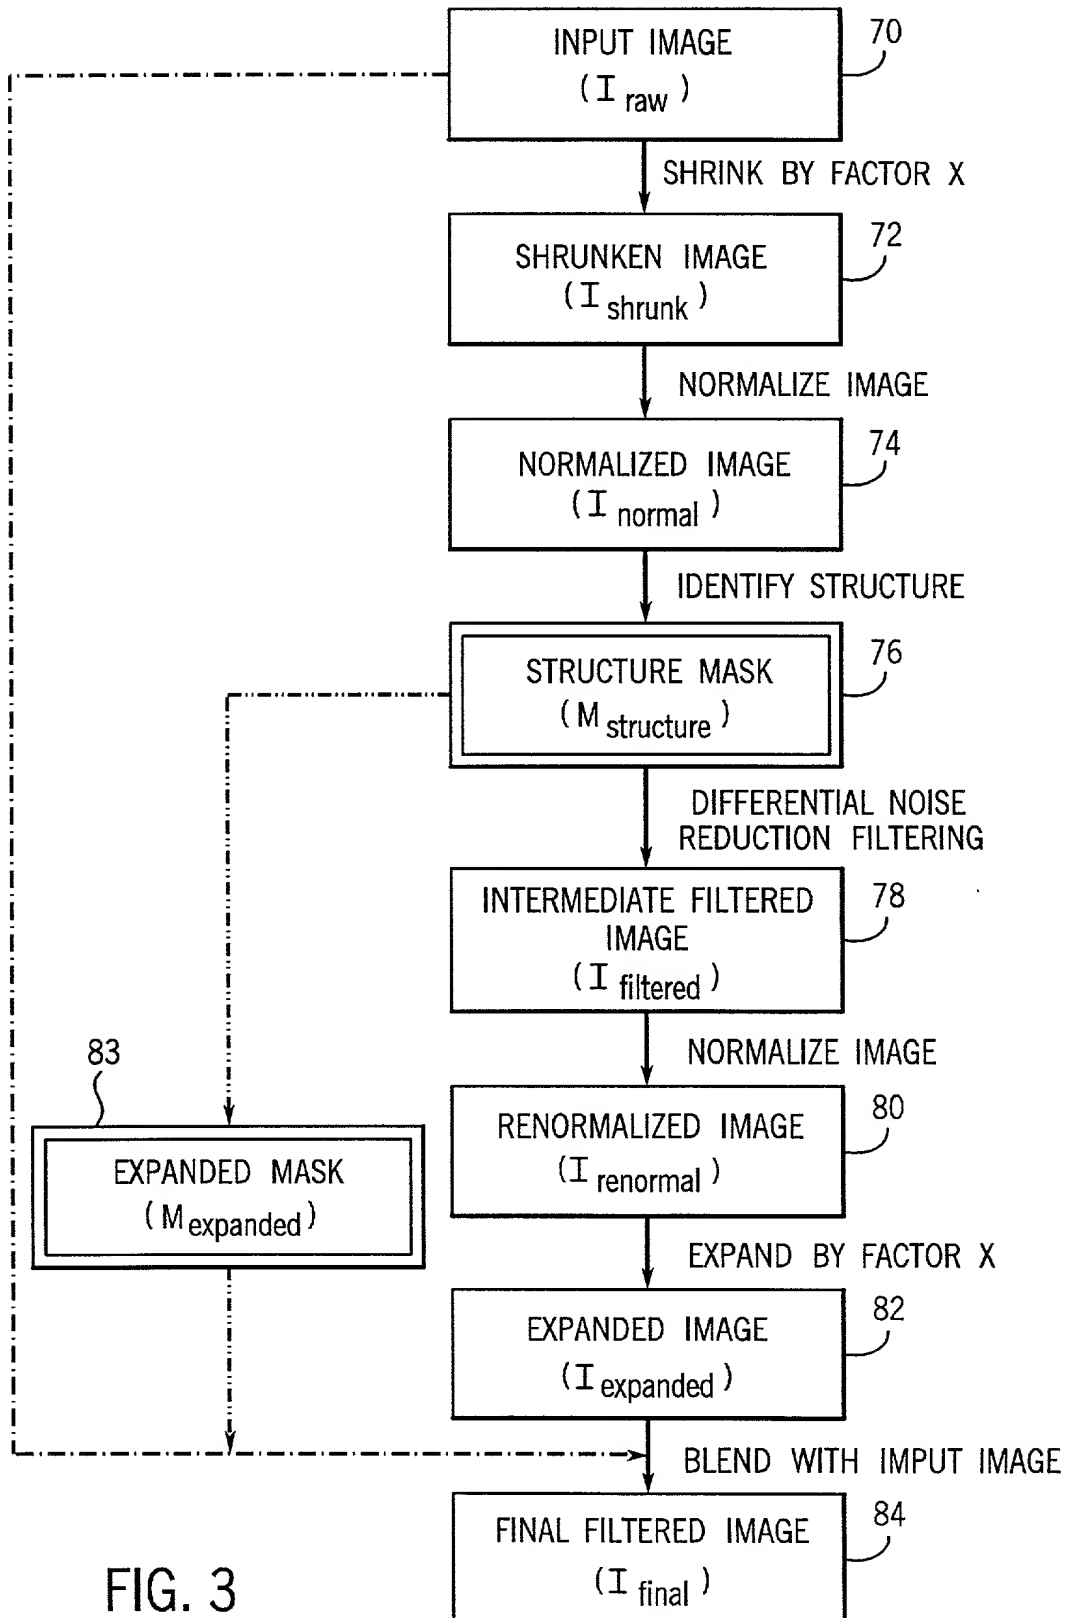 INPUT IMAGE
(I raw)
70
SHRINK BY FACTOR X
SHRUNKEN IMAGE
(I shrunk)
72
NORMALIZE IMAGE
NORMALIZED IMAGE
(I normal)
74
IDENTIFY STRUCTURE
STRUCTURE MASK
(M structure)
76
DIFFERENTIAL NOISE
REDUCTION FILTERING
INTERMEDIATE FILTERED
IMAGE
(I filtered)
78
NORMALIZE IMAGE
83
EXPANDED MASK
(M expanded)
RENORMALIZED IMAGE
(I renormal)
80
EXPAND BY FACTOR X
EXPANDED IMAGE
(I expanded)
82
BLEND WITH IMPUT IMAGE
FINAL FILTERED IMAGE
(I final)
84
FIG. 3